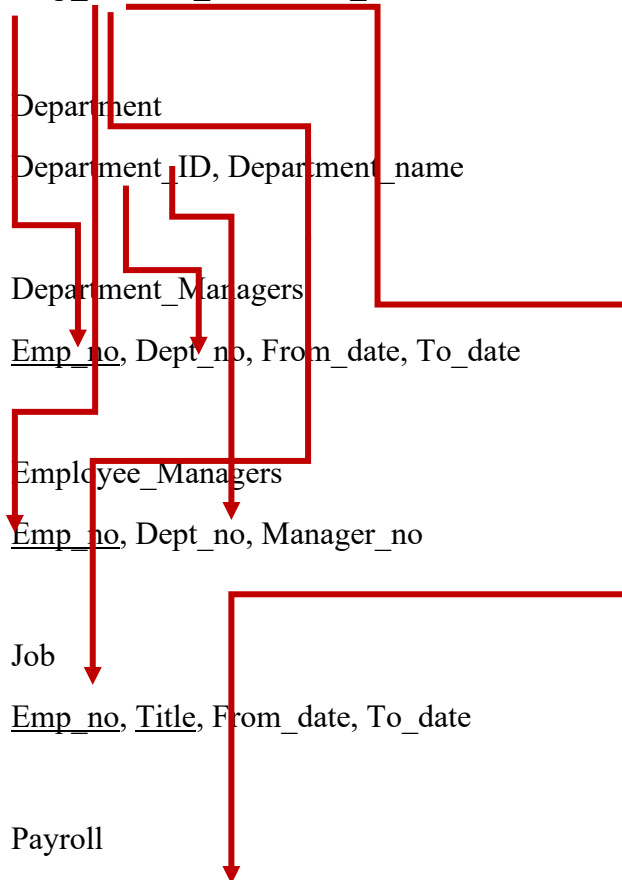 Department
Department_ID, Department_name
Department_Managers
Emp_no, Dept_no, From_date, To_date
Employee_Managers
Emp_no, Dept_no, Manager_no
Job
Emp_no, Title, From_date, To_date
Payroll